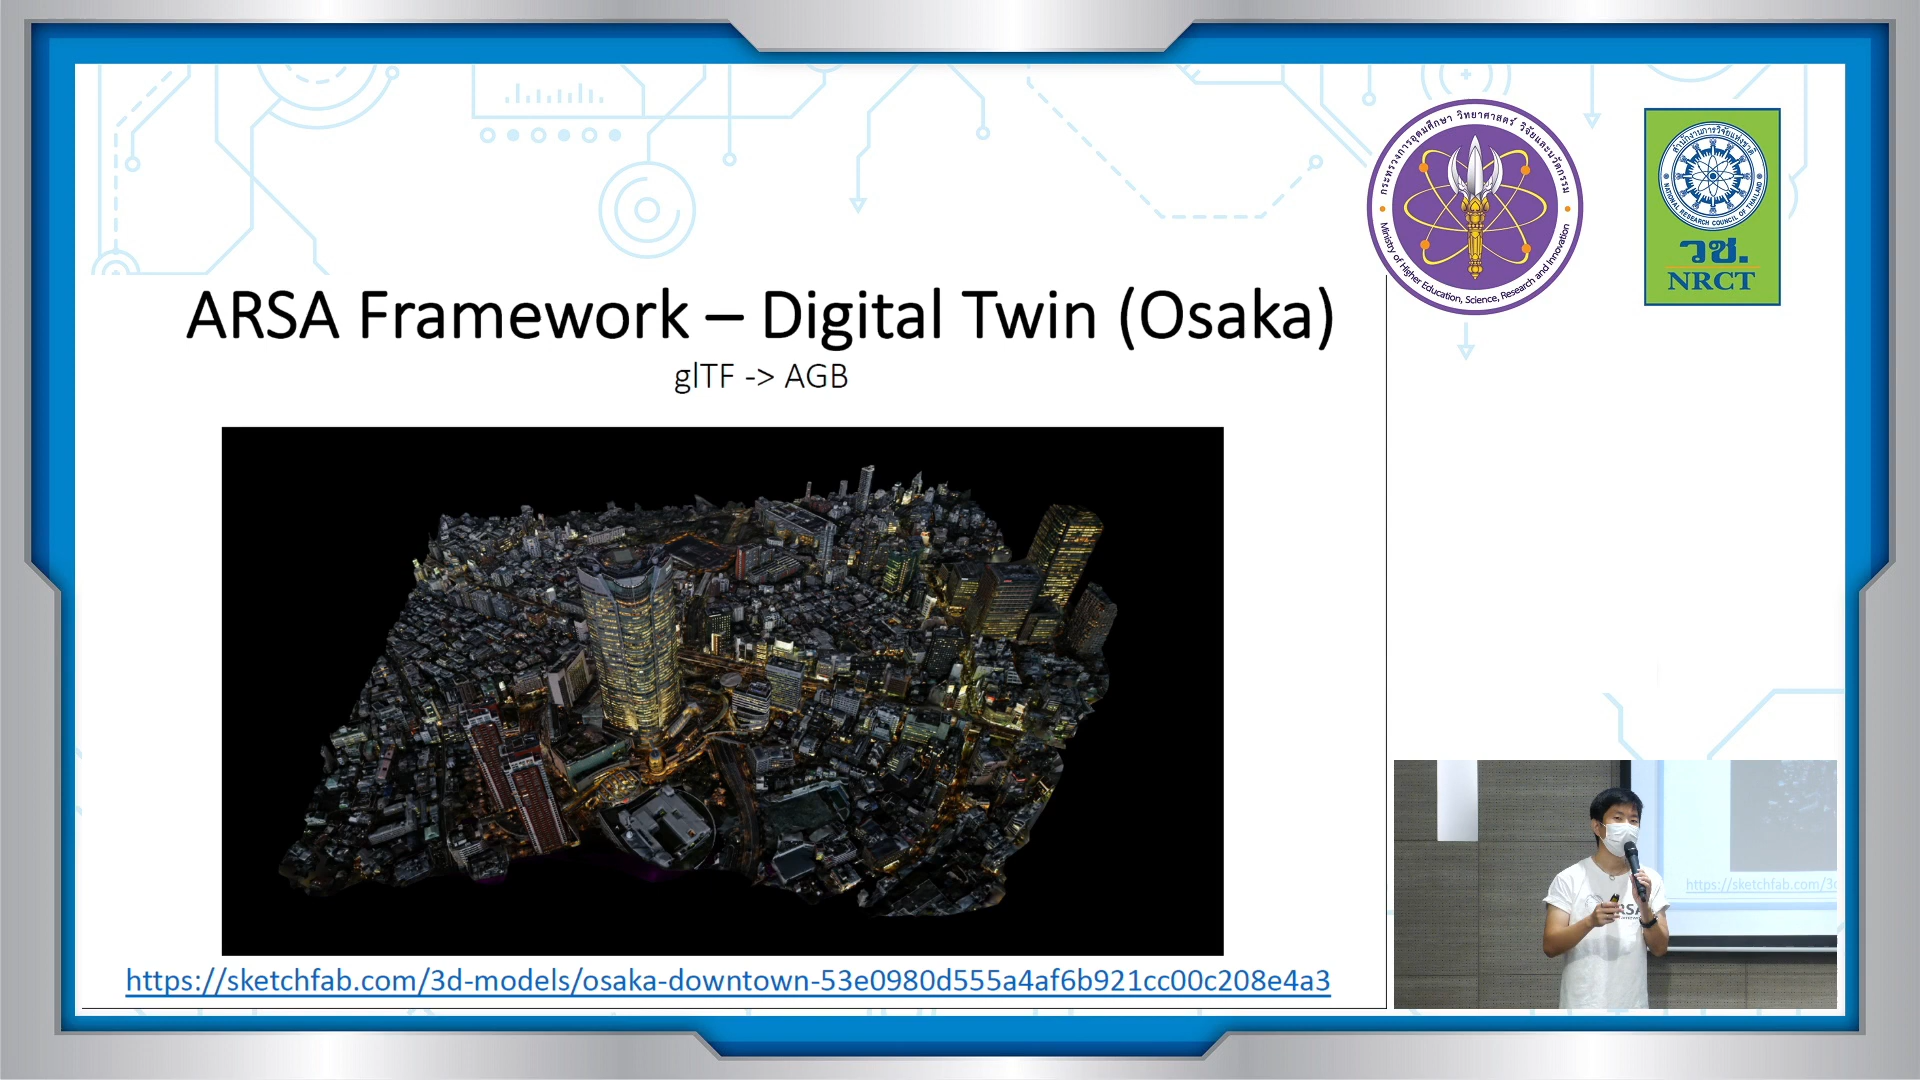 กระทรวงการอุดมศึกษา วิทยาศาสตร์ วิจัยและนวัตกรรม
Ministry of Higher Education, Science, Research and Innovation
สำนักงานการวิจัยแห่งชาติ
NATIONAL RESEARCH COUNCIL OF THAILAND
วช.
NRCT
ARSA Framework – Digital Twin (Osaka)
glTF -> AGB
https://sketchfab.com/3d-models/osaka-downtown-53e0980d555a4af6b921cc00c208e4a3
https://sketchfab.com/3d